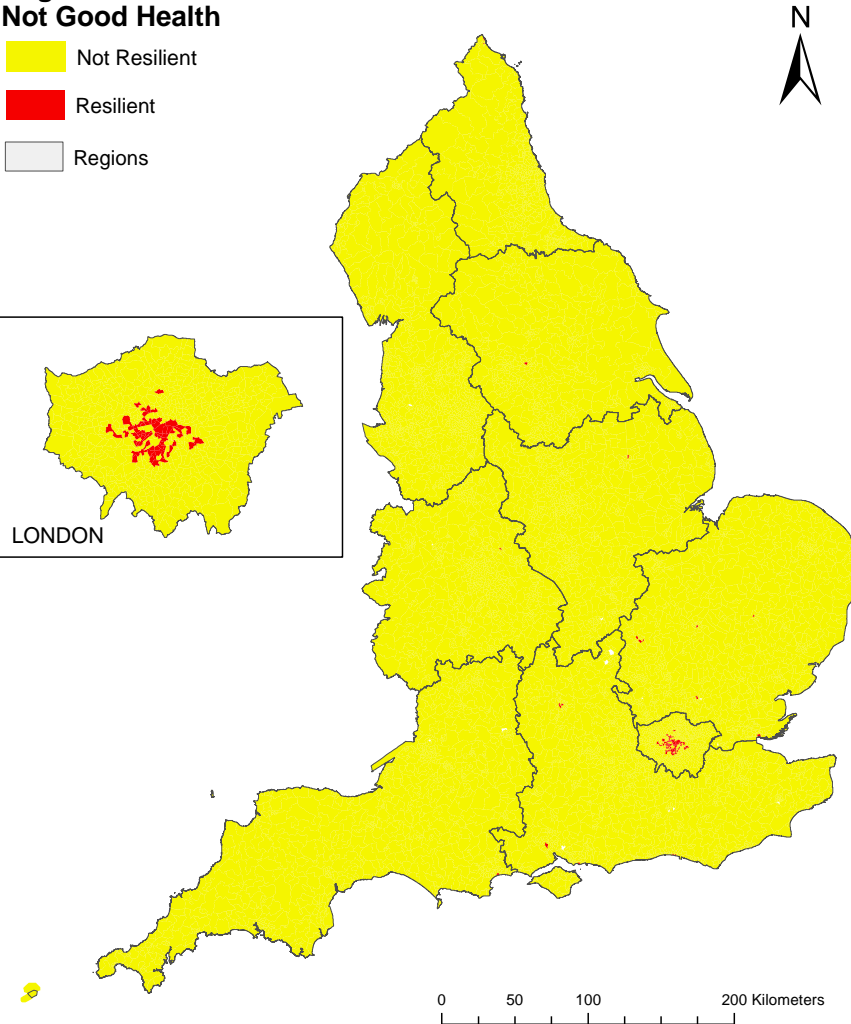 Not Good Health
Not Resilient
Resilient
Regions
N
LONDON
0 50 100 200 Kilometers